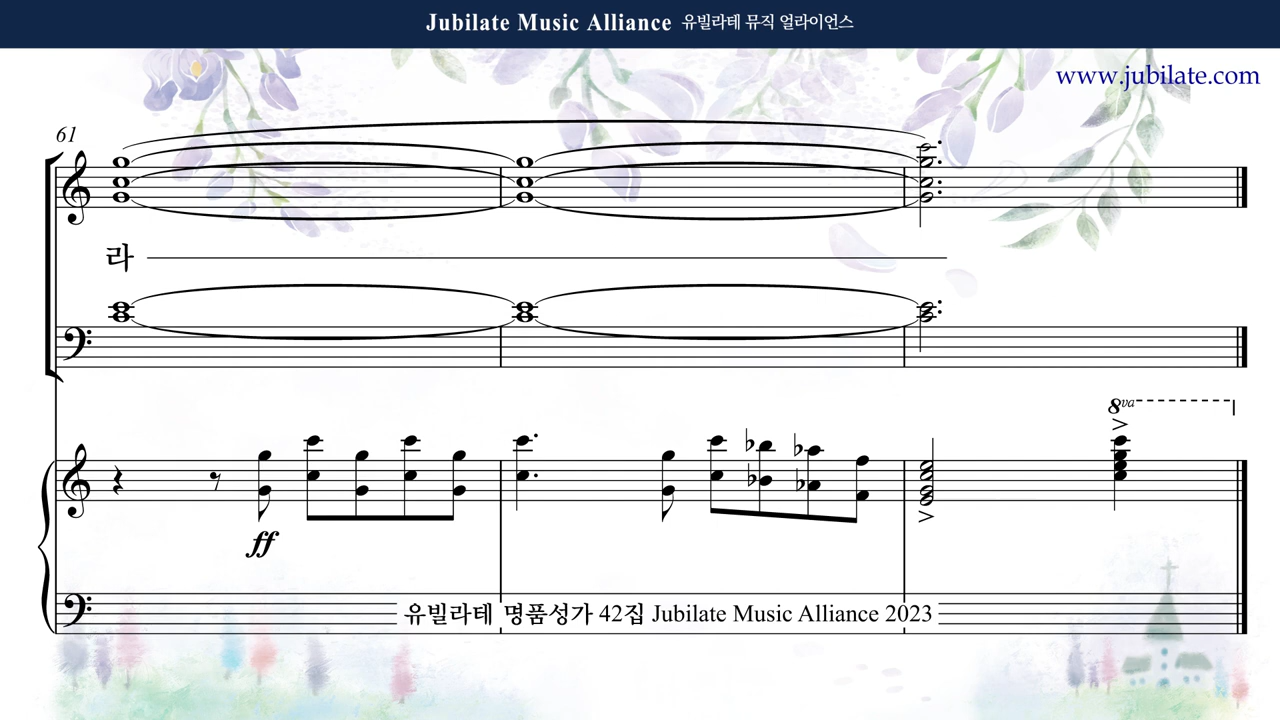 Jubilate Music Alliance 유빌라테 뮤직 얼라이언스
www.jubilate.com
61
라
8va
ff
유빌라테 명품성가 42집 Jubilate Music Alliance 2023